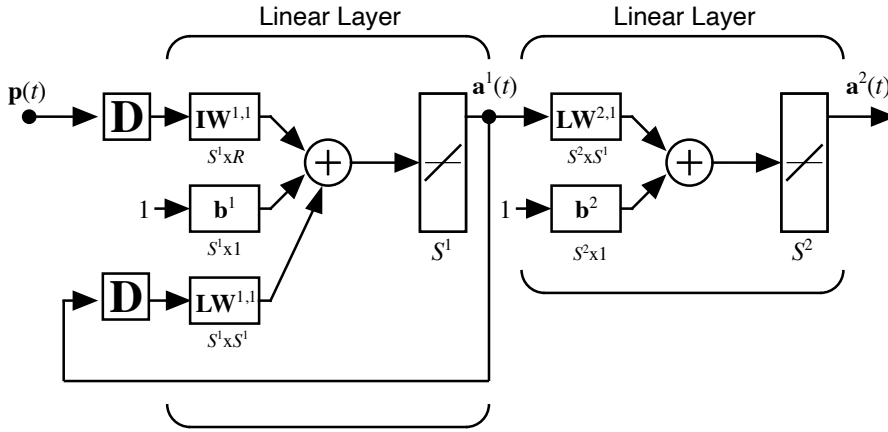 Linear Layer
Linear Layer
p(t)
D
IW¹,¹
S¹xR
a¹(t)
LW²,¹
S²xS¹
a²(t)
1
b¹
S¹x1
S¹
1
b²
S²x1
S²
D
LW¹,¹
S¹xS¹